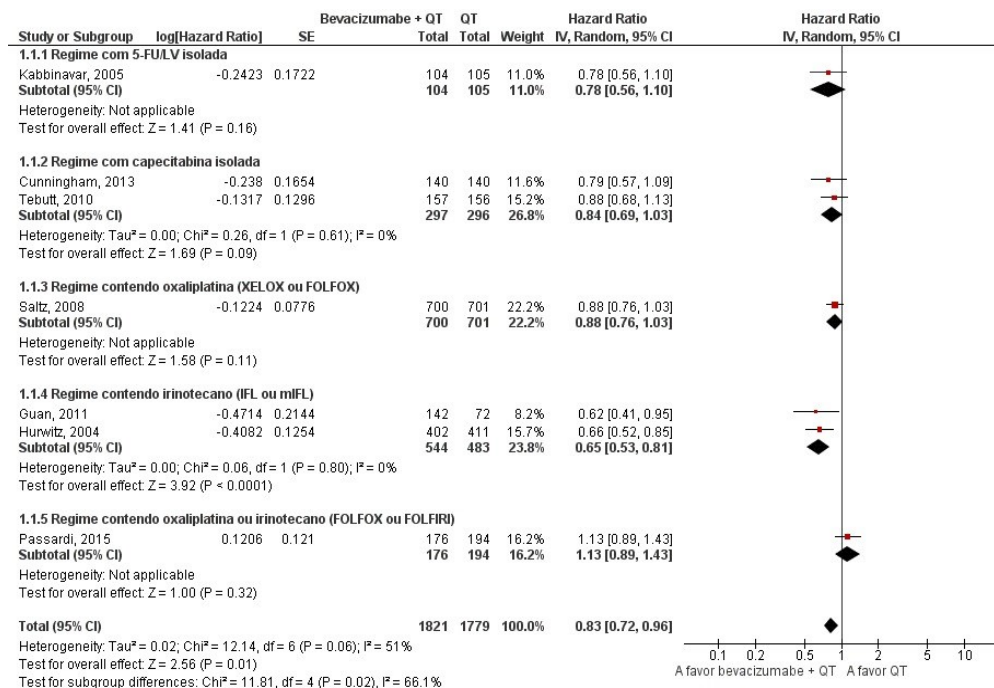 Bevacizumabe + QT QT Hazard Ratio Hazard Ratio
Study or Subgroup log[Hazard Ratio] SE Total Total Weight IV, Random, 95% CI IV, Random, 95% CI
1.1.1 Regime com 5-FU/LV isolada
Kabbinavar, 2005 -0.2423 0.1722 104 105 11.0% 0.78 [0.56, 1.10]
Subtotal (95% CI) 104 105 11.0% 0.78 [0.56, 1.10]
Heterogeneity: Not applicable
Test for overall effect: Z = 1.41 (P = 0.16)
1.1.2 Regime com capecitabina isolada
Cunningham, 2013 -0.238 0.1654 140 140 11.6% 0.79 [0.57, 1.09]
Tebutt, 2010 -0.1317 0.1296 157 156 15.2% 0.88 [0.68, 1.13]
Subtotal (95% CI) 297 296 26.8% 0.84 [0.69, 1.03]
Heterogeneity: Tau² = 0.00; Chi² = 0.26, df = 1 (P = 0.61); I² = 0%
Test for overall effect: Z = 1.69 (P = 0.09)
1.1.3 Regime contendo oxaliplatina (XELOX ou FOLFOX)
Saltz, 2008 -0.1224 0.0776 700 701 22.2% 0.88 [0.76, 1.03]
Subtotal (95% CI) 700 701 22.2% 0.88 [0.76, 1.03]
Heterogeneity: Not applicable
Test for overall effect: Z = 1.58 (P = 0.11)
1.1.4 Regime contendo irinotecano (IFL ou mIFL)
Guan, 2011 -0.4714 0.2144 142 72 8.2% 0.62 [0.41, 0.95]
Hurwitz, 2004 -0.4082 0.1254 402 411 15.7% 0.66 [0.52, 0.85]
Subtotal (95% CI) 544 483 23.8% 0.65 [0.53, 0.81]
Heterogeneity: Tau² = 0.00; Chi² = 0.06, df = 1 (P = 0.80); I² = 0%
Test for overall effect: Z = 3.92 (P < 0.0001)
1.1.5 Regime contendo oxaliplatina ou irinotecano (FOLFOX ou FOLFIRI)
Passardi, 2015 0.1206 0.121 176 194 16.2% 1.13 [0.89, 1.43]
Subtotal (95% CI) 176 194 16.2% 1.13 [0.89, 1.43]
Heterogeneity: Not applicable
Test for overall effect: Z = 1.00 (P = 0.32)
Total (95% CI) 1821 1779 100.0% 0.83 [0.72, 0.96]
Heterogeneity: Tau² = 0.02; Chi² = 12.14, df = 6 (P = 0.06); I² = 51%
Test for overall effect: Z = 2.56 (P = 0.01)
Test for subgroup differences: Chi² = 11.81, df = 4 (P = 0.02), I² = 66.1%
0.1 0.2 0.5 1 2 5 10
A favor bevacizumabe + QT A favor QT